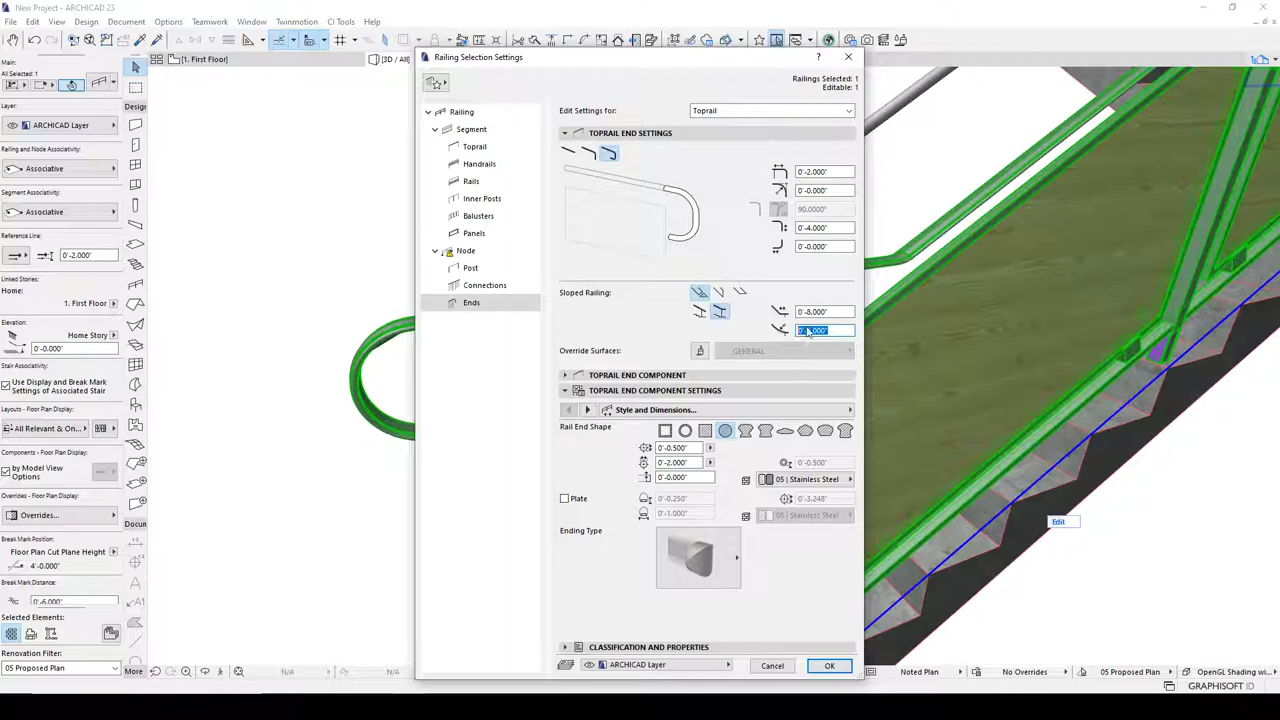 New Project - ARCHICAD 23
File Edit View Design Document Options Teamwork Window Twinmotion CI Tools Help
Main:
All Selected: 1
Layer:
ARCHICAD Layer
Railing and Node Associativity:
Associative
Segment Associativity:
Associative
Reference Line:
0'-2.000"
Linked Stories:
Home:
1. First Floor
Elevation:
Home Story
0'-0.000"
Stair Associativity:
Use Display and Break Mark
Settings of Associated Stair
Layouts - Floor Plan Display:
All Relevant & On...
Components - Floor Plan Display:
by Model View
Options
Overrides - Floor Plan Display:
Overrides...
Break Mark Position:
Floor Plan Cut Plane Height
4'-0.000"
Break Mark Distance:
0'-6.000"
Selected Elements:
Renovation Filter:
05 Proposed Plan
Design
Docun
More
[1. First Floor]
[3D / All]
Railing Selection Settings
?
Railings Selected: 1
Editable: 1
Railing
Segment
Toprail
Handrails
Rails
Inner Posts
Balusters
Panels
Node
Post
Connections
Ends
Edit Settings for:
Toprail
TOPRAIL END SETTINGS
0'-2.000"
0'-0.000"
90.0000°
0'-4.000"
0'-0.000"
Sloped Railing:
0'-8.000"
Override Surfaces:
GENERAL
TOPRAIL END COMPONENT
TOPRAIL END COMPONENT SETTINGS
Style and Dimensions...
Rail End Shape
0'-0.500"
0'-2.000"
0'-0.500"
0'-0.000"
05 | Stainless Steel
Plate
0'-0.250"
0'-3.248"
0'-1.000"
05 | Stainless Steel
Ending Type
CLASSIFICATION AND PROPERTIES
ARCHICAD Layer
Cancel
OK
Edit
N/A
N/A
Noted Plan
No Overrides
05 Proposed Plan
OpenGL Shading wi...
GRAPHISOFT ID